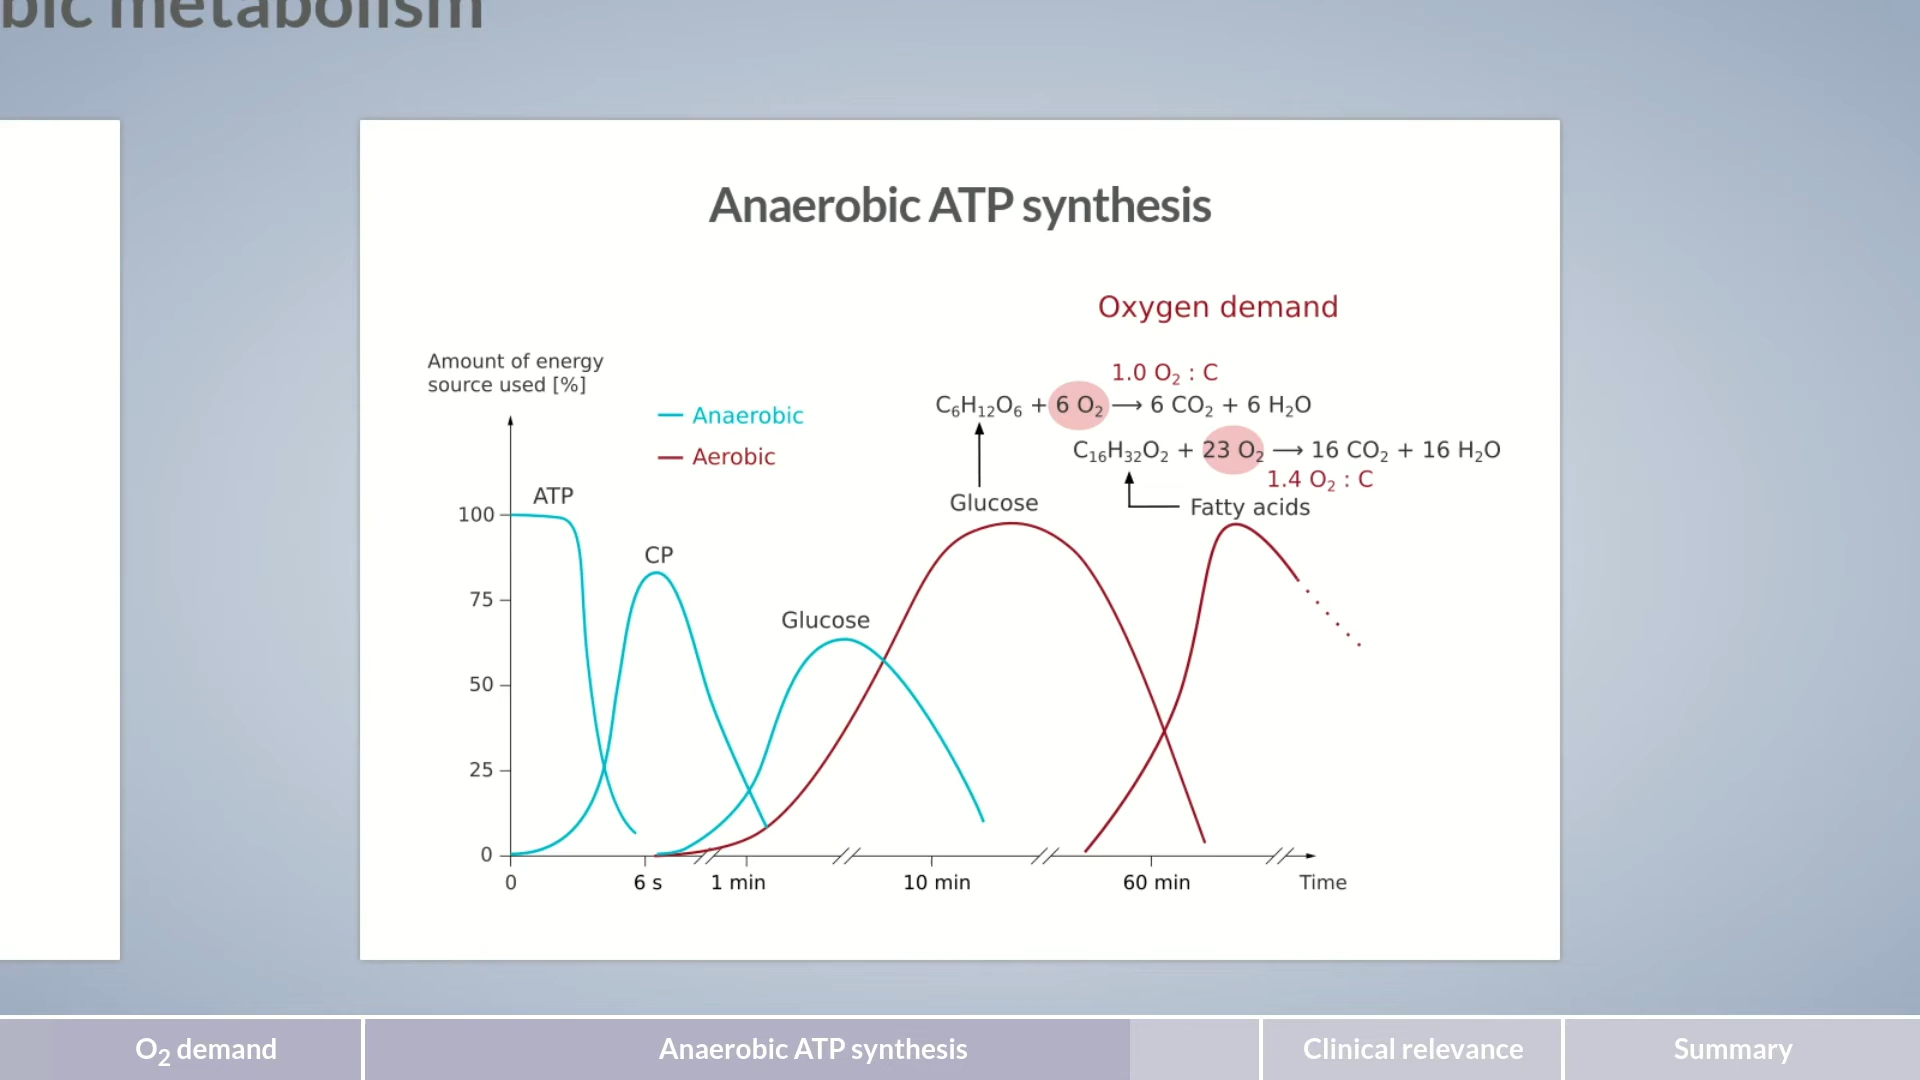 bic metabolism
Anaerobic ATP synthesis
Oxygen demand
Amount of energy
source used [%]
1.0 O₂ : C
Anaerobic
C₆H₁₂O₆ + 6 O₂ ⟶ 6 CO₂ + 6 H₂O
Aerobic
C₁₆H₃₂O₂ + 23 O₂ ⟶ 16 CO₂ + 16 H₂O
1.4 O₂ : C
ATP
Glucose
Fatty acids
100
CP
75
Glucose
50
25
0
0 6 s 1 min 10 min 60 min Time
O₂ demand Anaerobic ATP synthesis Clinical relevance Summary